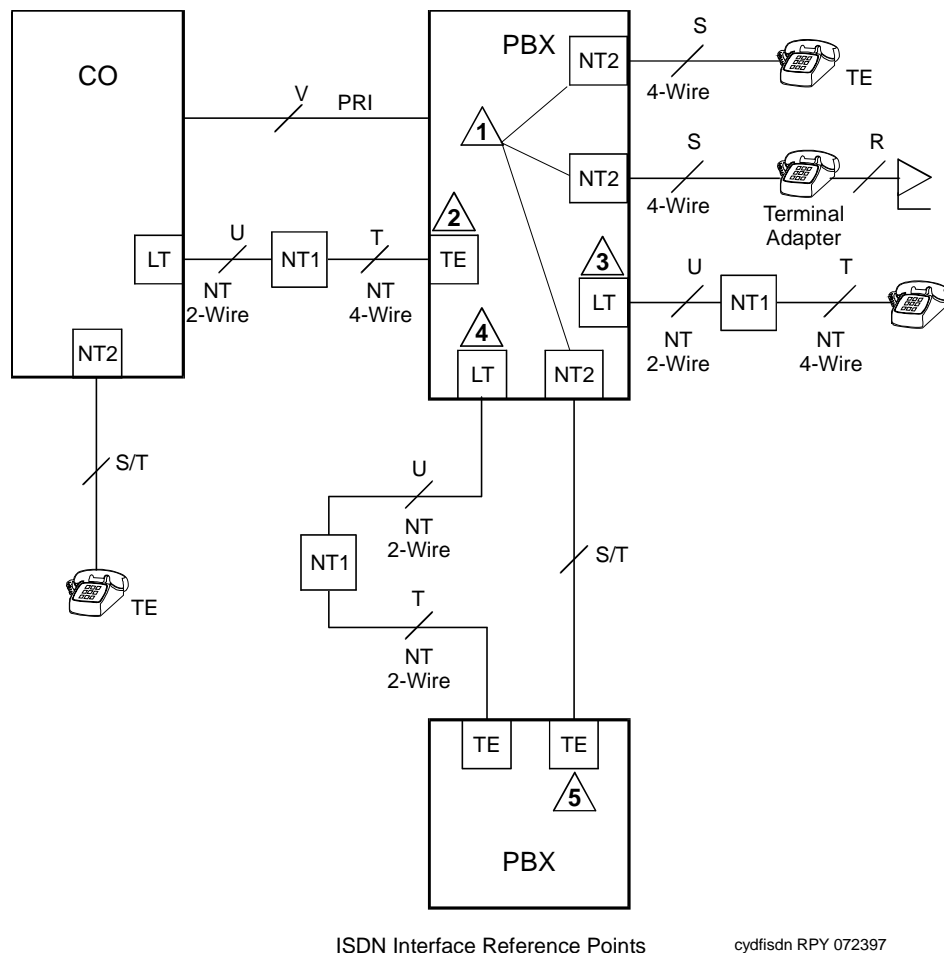 CO
PBX
NT2
S
4-Wire
TE
V
PRI
1
NT2
S
4-Wire
Terminal
Adapter
R
LT
U
NT
2-Wire
NT1
T
NT
4-Wire
2
TE
3
LT
U
NT
2-Wire
NT1
T
NT
4-Wire
NT2
4
LT
NT2
S/T
TE
U
NT
2-Wire
NT1
T
NT
2-Wire
S/T
TE
TE
5
PBX
ISDN Interface Reference Points
cydfisdn RPY 072397